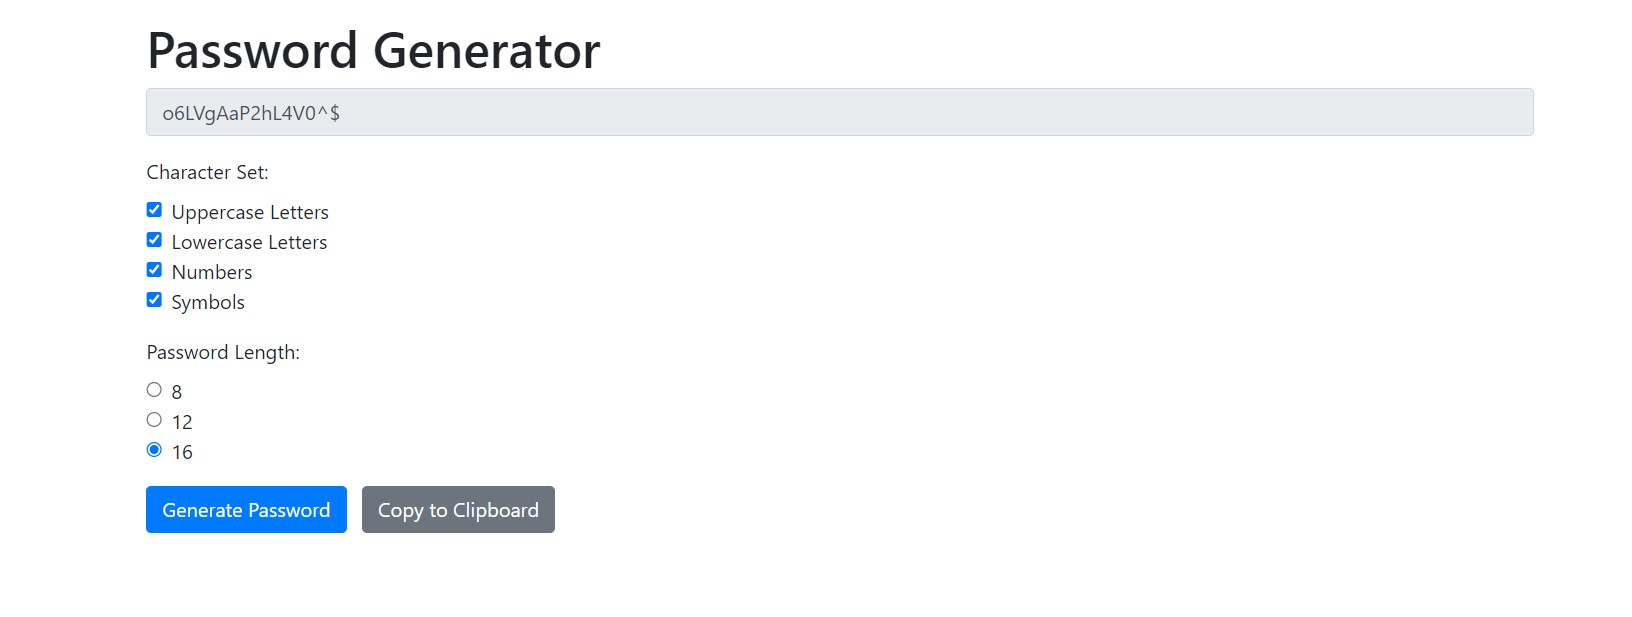 Password Generator
o6LVgAaP2hL4V0^$
Character Set:
Uppercase Letters
Lowercase Letters
Numbers
Symbols
Password Length:
8
12
16
Generate Password Copy to Clipboard